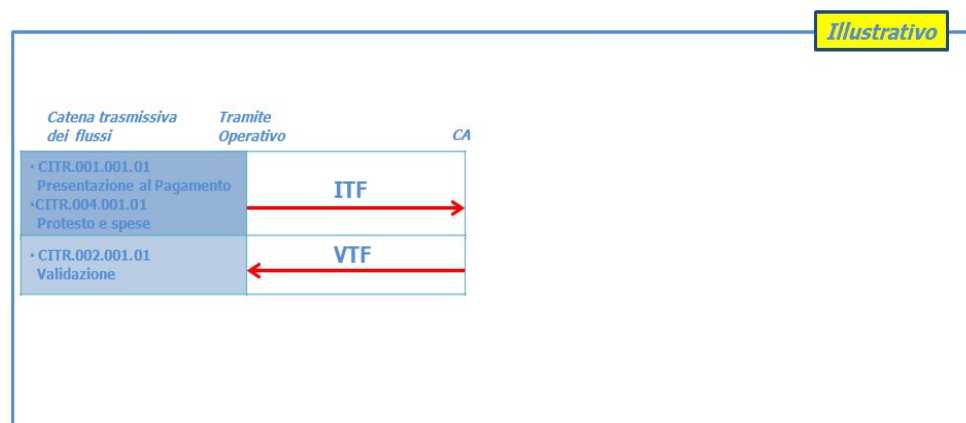 Illustrativo
Catena trasmissiva
dei flussi
Tramite
Operativo
CA
• CITR.001.001.01
Presentazione al Pagamento
•CITR.004.001.01
Protesto e spese
ITF
• CITR.002.001.01
Validazione
VTF